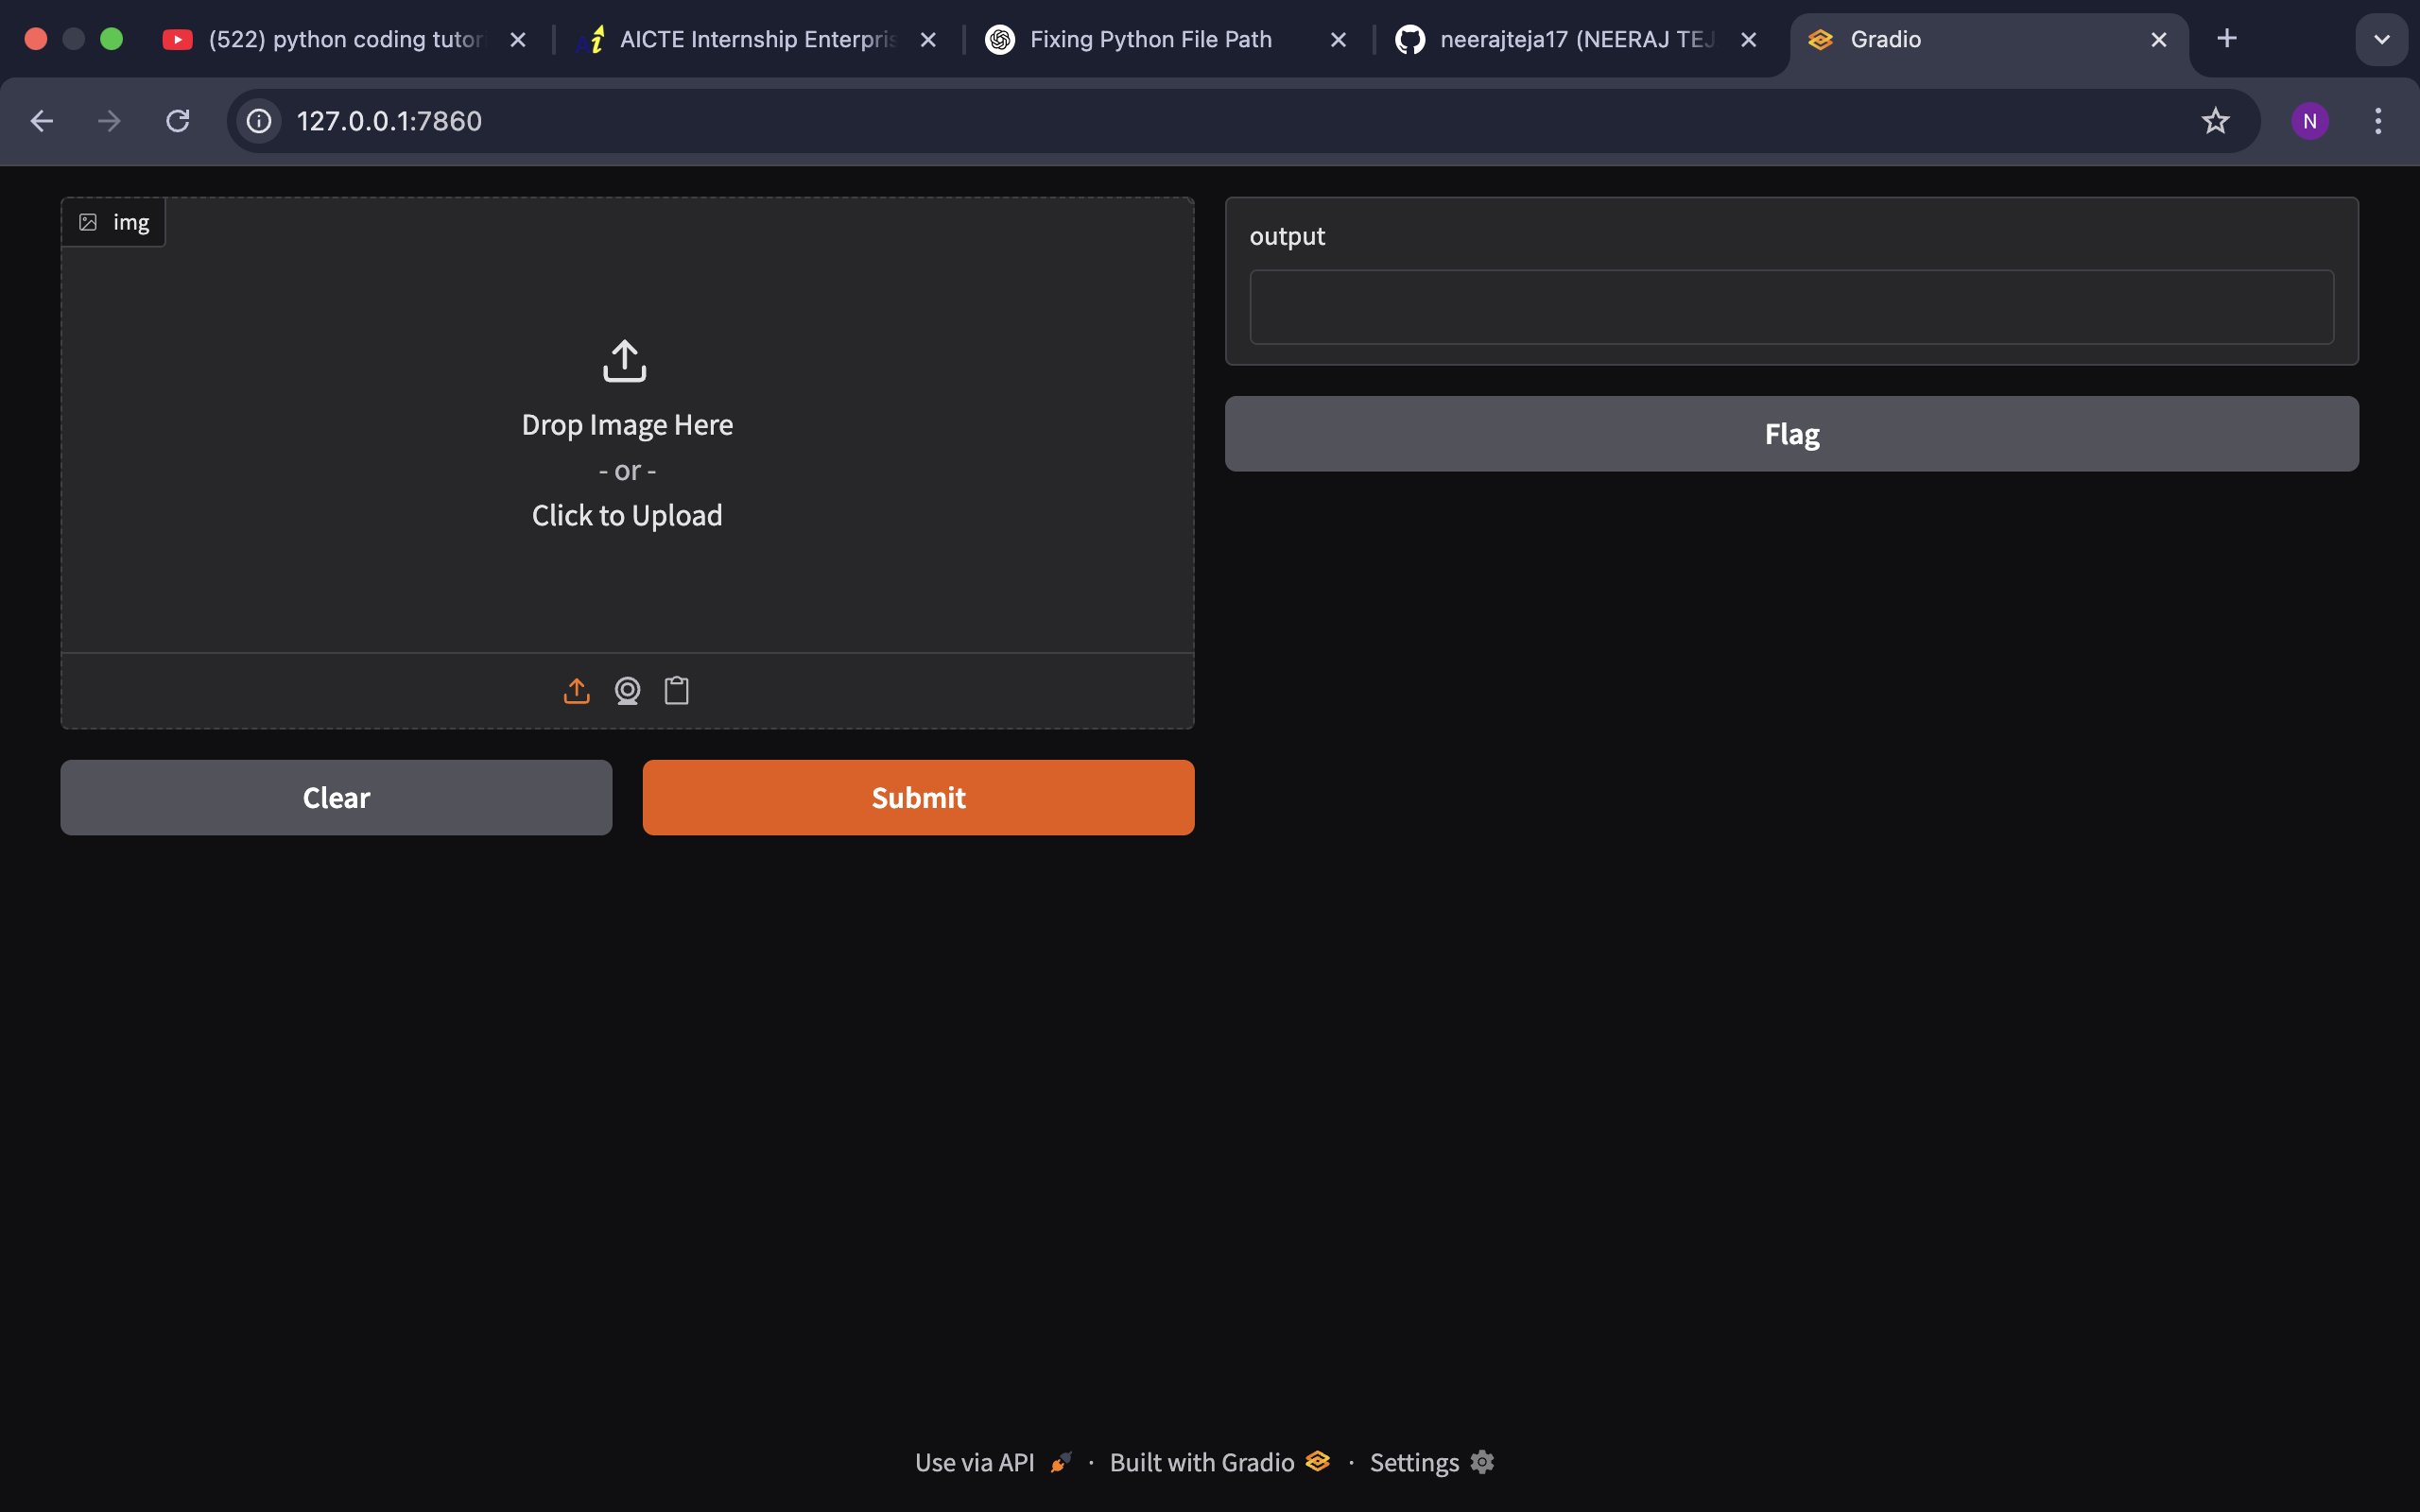 (522) python coding tutor
AICTE Internship Enterpris
Fixing Python File Path
neerajteja17 (NEERAJ TEJ
Gradio
127.0.0.1:7860
N
img
Drop Image Here
- or -
Click to Upload
Clear
Submit
output
Flag
Use via API · Built with Gradio · Settings